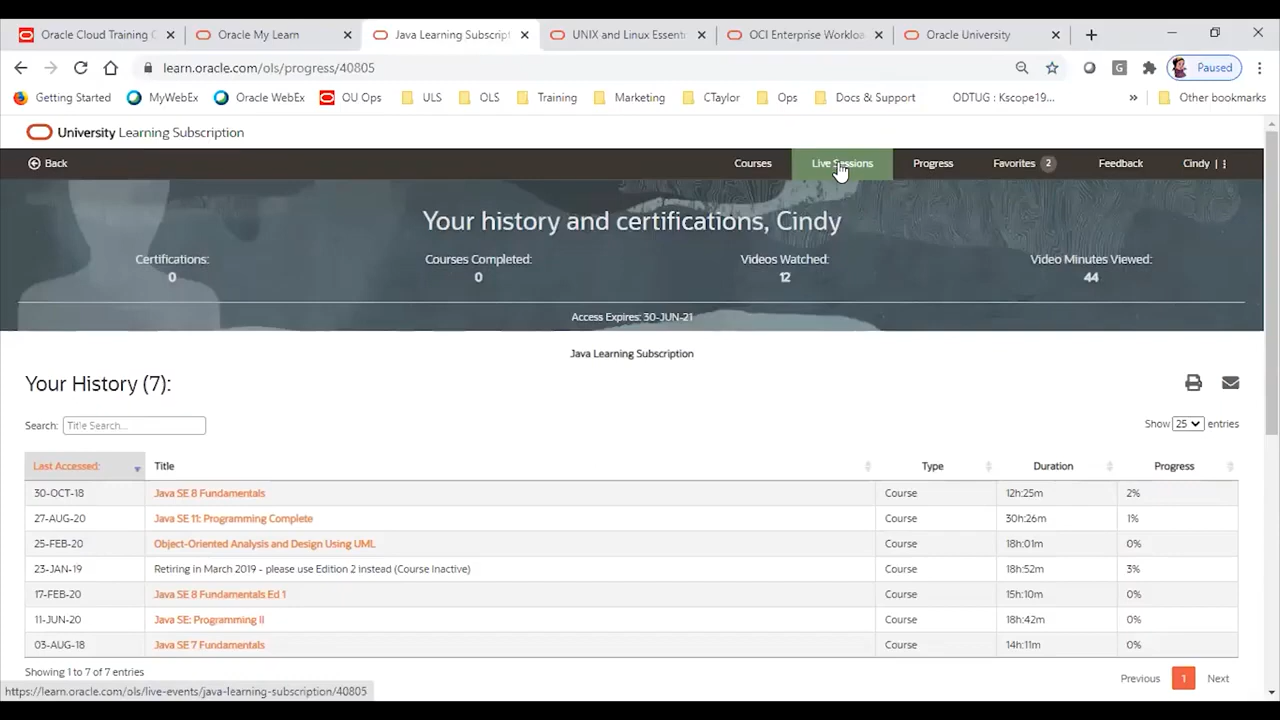 Oracle Cloud Training C
Oracle My Learn
Java Learning Subscript
UNIX and Linux Essenti
OCI Enterprise Workloa
Oracle University
learn.oracle.com/ols/progress/40805
G
Paused
Getting Started
MyWebEx
Oracle WebEx
OU Ops
ULS
OLS
Training
Marketing
CTaylor
Ops
Docs & Support
ODTUG : Kscope19...
»
Other bookmarks
University Learning Subscription
Back
Courses
Live Sessions
Progress
Favorites 2
Feedback
Cindy |
Your history and certifications, Cindy
Certifications:
Courses Completed:
Videos Watched:
Video Minutes Viewed:
0
0
12
44
Access Expires: 30-JUN-21
Java Learning Subscription
Your History (7):
Search: Title Search...
Show 25 entries
Last Accessed: Title Type Duration Progress
30-OCT-18 Java SE 8 Fundamentals Course 12h:25m 2%
27-AUG-20 Java SE 11: Programming Complete Course 30h:26m 1%
25-FEB-20 Object-Oriented Analysis and Design Using UML Course 18h:01m 0%
23-JAN-19 Retiring in March 2019 - please use Edition 2 instead (Course Inactive) Course 18h:52m 3%
17-FEB-20 Java SE 8 Fundamentals Ed 1 Course 15h:10m 0%
11-JUN-20 Java SE: Programming II Course 18h:42m 0%
03-AUG-18 Java SE 7 Fundamentals Course 14h:11m 0%
Showing 1 to 7 of 7 entries
Previous 1 Next
https://learn.oracle.com/ols/live-events/java-learning-subscription/40805